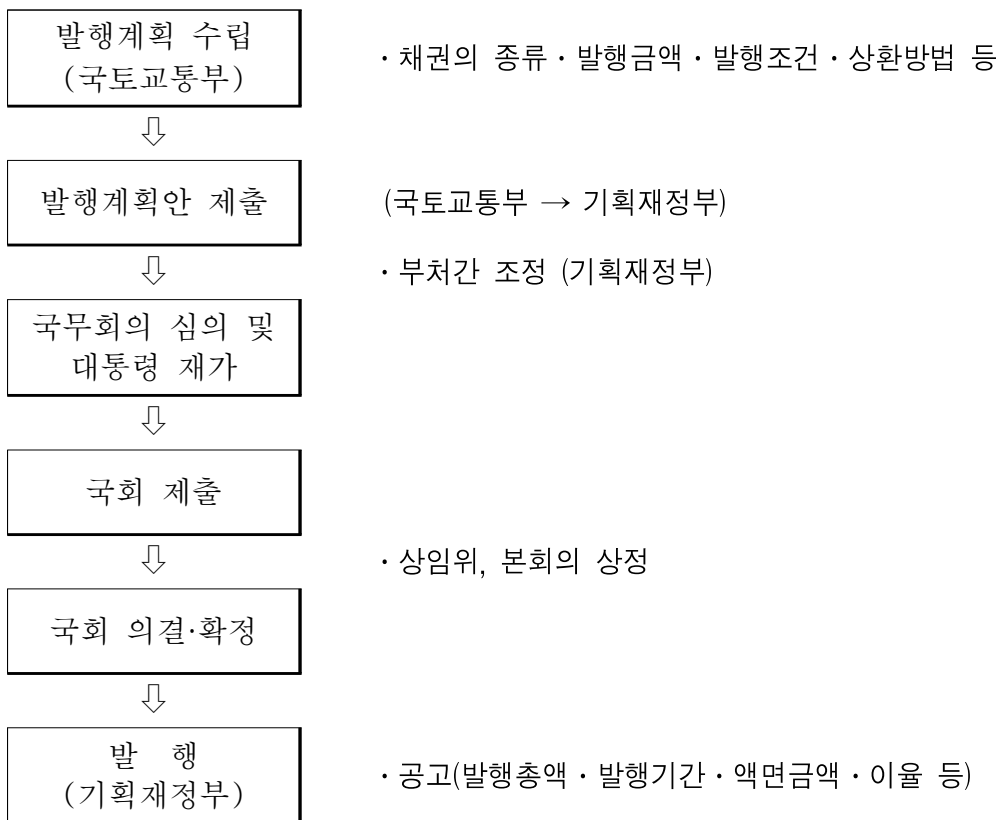 발행계획 수립
(국토교통부)
· 채권의 종류 · 발행금액 · 발행조건 · 상환방법 등
⇩
발행계획안 제출
(국토교통부 → 기획재정부)
⇩
· 부처간 조정 (기획재정부)
국무회의 심의 및
대통령 재가
⇩
국회 제출
⇩
· 상임위, 본회의 상정
국회 의결·확정
⇩
발 행
(기획재정부)
· 공고(발행총액 · 발행기간 · 액면금액 · 이율 등)